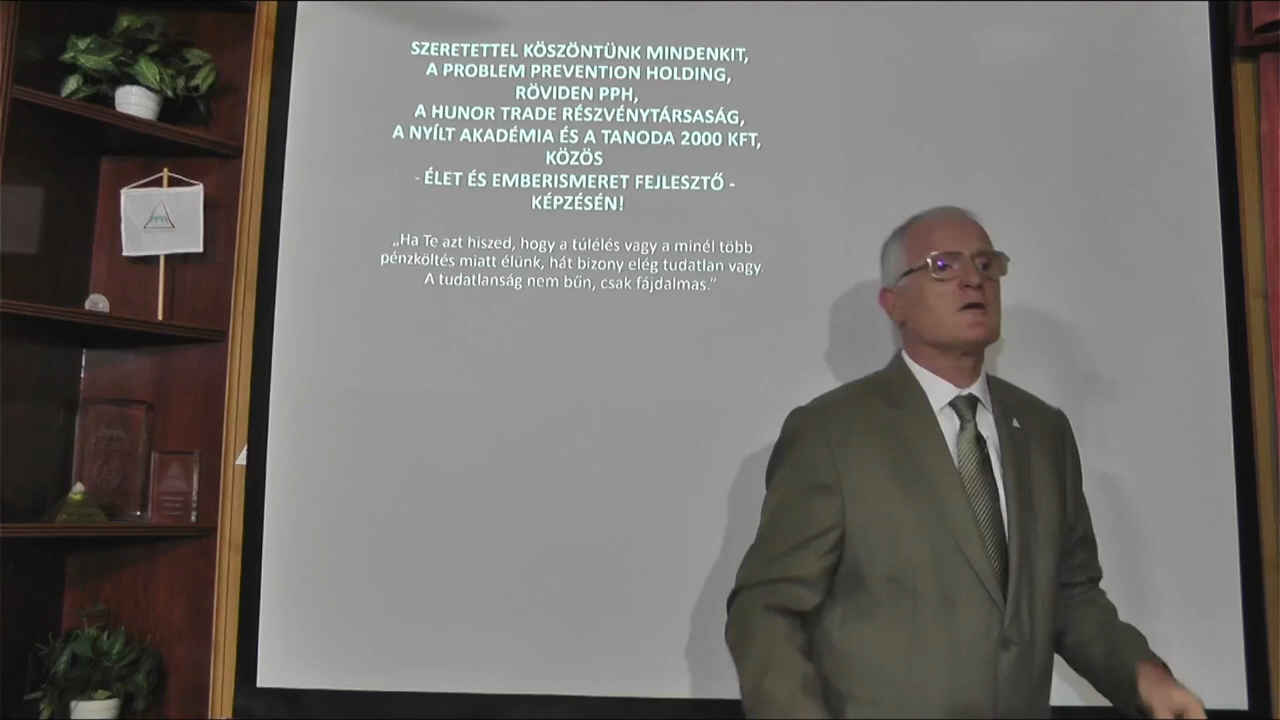 SZERETETTEL KÖSZÖNTÜNK MINDENKIT,
A PROBLEM PREVENTION HOLDING,
RÖVIDEN PPH,
A HUNOR TRADE RÉSZVÉNYTÁRSASÁG,
A NYÍLT AKADÉMIA ÉS A TANODA 2000 KFT,
KÖZÖS
- ÉLET ÉS EMBERISMERET FEJLESZTŐ -
KÉPZÉSÉN!
„Ha Te azt hiszed, hogy a túlélés vagy a minél több
pénzköltés miatt élünk, hát bizony elég tudatlan vagy.
A tudatlanság nem bűn, csak fájdalmas.”